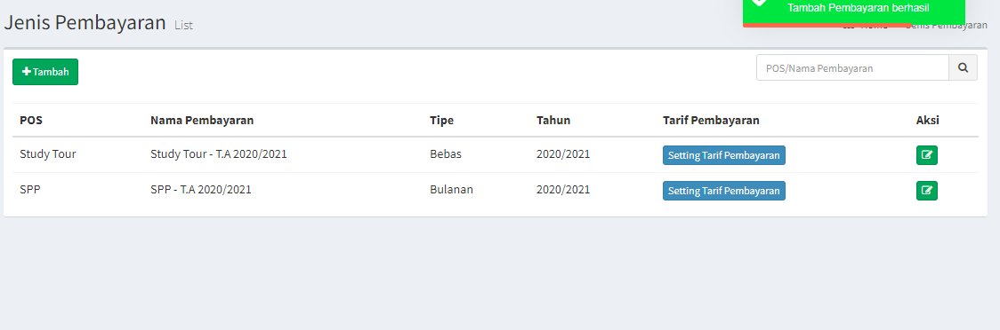 Tambah Pembayaran berhasil
Jenis Pembayaran List
Jenis Pembayaran
Tambah
POS/Nama Pembayaran
POS Nama Pembayaran Tipe Tahun Tarif Pembayaran Aksi
Study Tour Study Tour - T.A 2020/2021 Bebas 2020/2021 Setting Tarif Pembayaran
SPP SPP - T.A 2020/2021 Bulanan 2020/2021 Setting Tarif Pembayaran